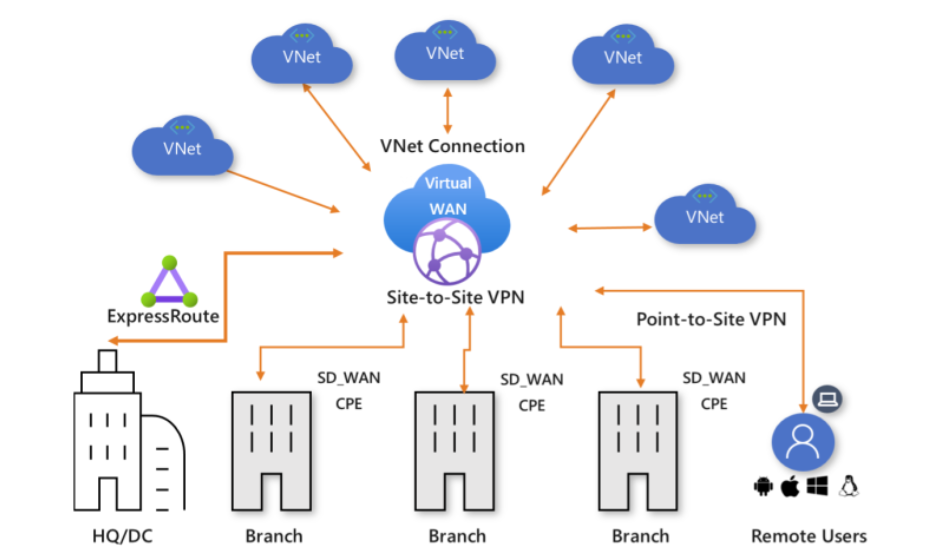 VNet
VNet
VNet
VNet
VNet Connection
Virtual
WAN
VNet
Site-to-Site VPN
ExpressRoute
Point-to-Site VPN
SD_WAN
CPE
SD_WAN
CPE
SD_WAN
CPE
HQ/DC
Branch
Branch
Branch
Remote Users